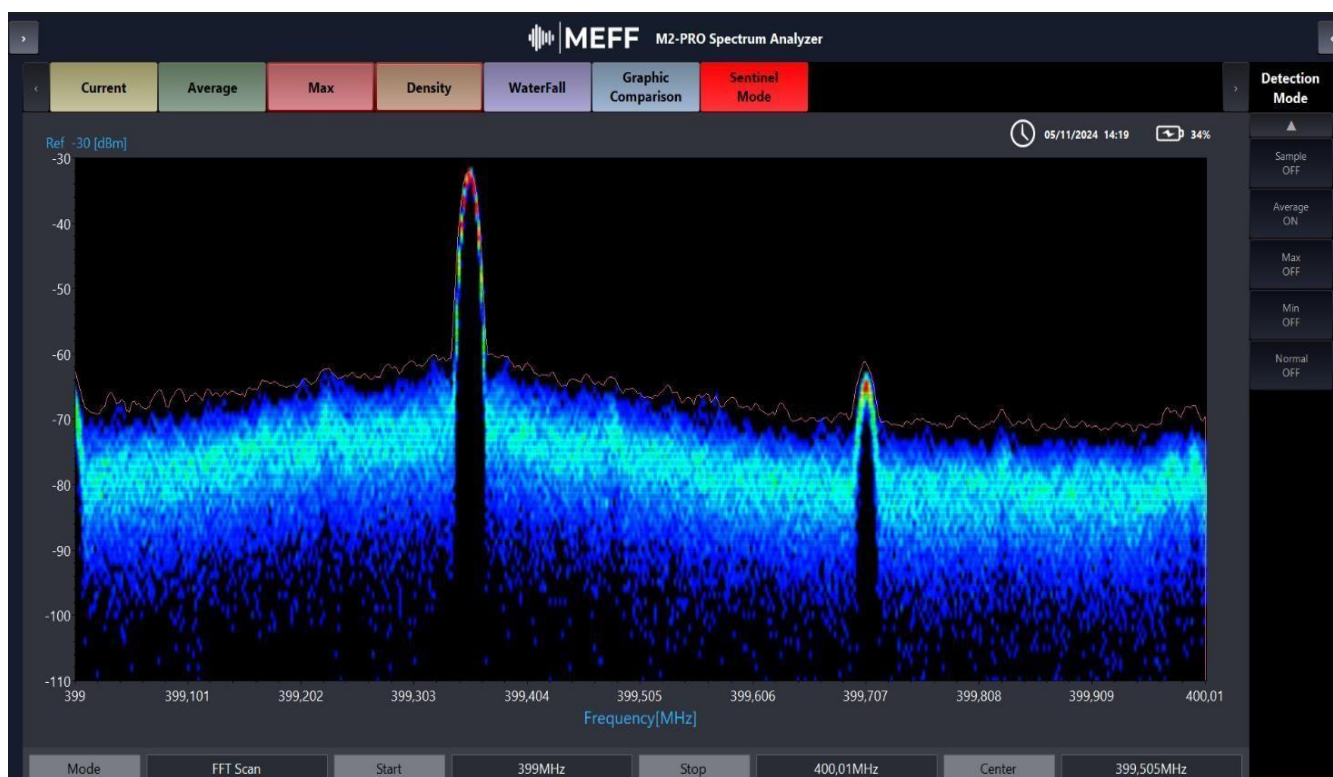 MEFF M2-PRO Spectrum Analyzer
Current Average Max Density WaterFall Graphic Comparison Sentinel Mode
Detection Mode
05/11/2024 14:19 34%
Ref -30 [dBm]
Sample OFF
Average ON
Max OFF
Min OFF
Normal OFF
-30
-40
-50
-60
-70
-80
-90
-100
-110
399 399,101 399,202 399,303 399,404 399,505 399,606 399,707 399,808 399,909 400,01
Frequency[MHz]
Mode FFT Scan Start 399MHz Stop 400,01MHz Center 399,505MHz